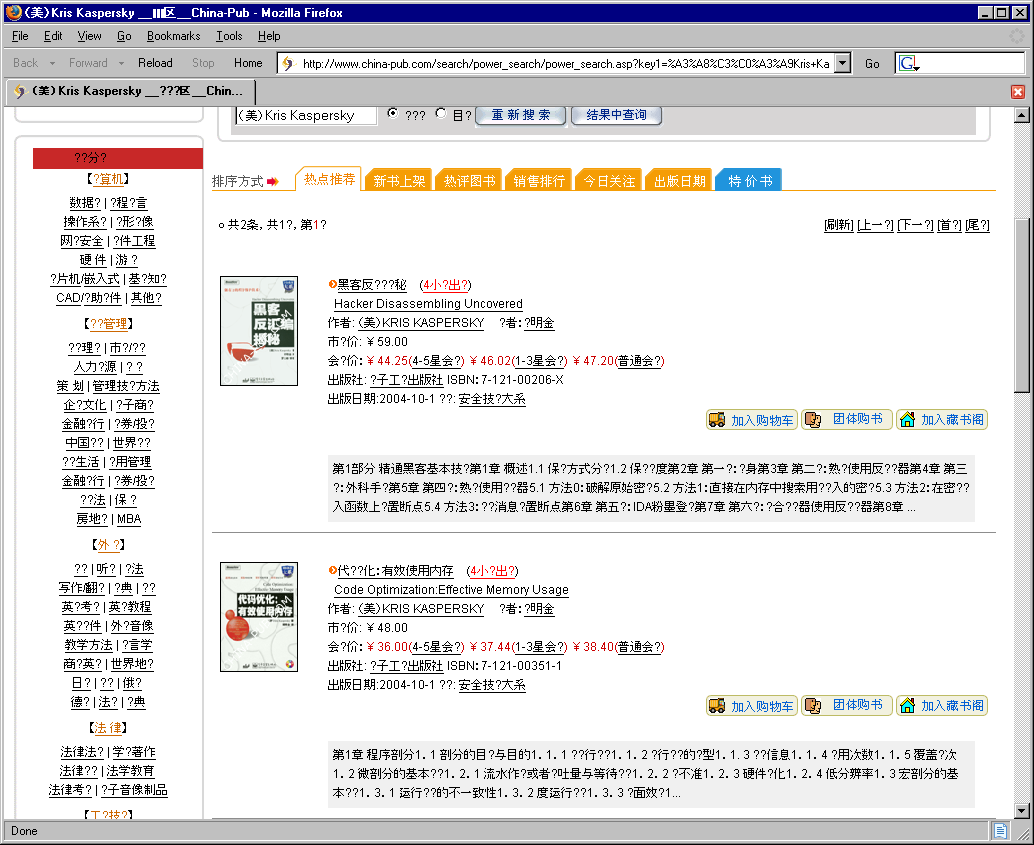 (美)Kris Kaspersky __区__China-Pub - Mozilla Firefox
File Edit View Go Bookmarks Tools Help
Back Forward Reload Stop Home http://www.china-pub.com/search/power_search/power_search.asp?key1=%A3%A8%C3%C0%A3%A9Kris+Ka Go
(美)Kris Kaspersky __???区__Chin...
(美)Kris Kaspersky ??? 目? 重新搜索 结果中查询
??分?
【?算机】
数据? | ?程?言
操作系? | ?形?像
网?安全 | ?件工程
硬 件 | 游 ?
?片机/嵌入式 | 基?知?
CAD/?助?件 | 其他?
【??管理】
??理? | 市?/??
人力?源 | ? ?
策 划 | 管理技?方法
企?文化 | ?子商?
金融?行 | ?券/投?
中国?? | 世界??
??生活 | ?用管理
金融?行 | ?券/投?
??法 | 保 ?
房地? | MBA
【外 ?】
?? | 听? | ?法
写作/翻? | ?典 | ??
英?考? | 英?教程
英??件 | 外?音像
教学方法 | ?言学
商?英? | 世界地?
日? | ?? | 俄?
德? | 法? | ?典
【法 律】
法律法? | 学?著作
法律?? | 法学教育
法律考? | ?子音像制品
【工?技?】
排序方式 热点推荐 新书上架 热评图书 销售排行 今日关注 出版日期 特价书
共2条, 共1?, 第1?
[刷新] [上一?] [下一?] [首?] [尾?]
黑客反汇编揭秘
黑客反???秘 (4小?出?)
Hacker Disassembling Uncovered
作者: (美)KRIS KASPERSKY ?者: ?明金
市?价: ￥59.00
会?价: ￥44.25(4-5星会?) ￥46.02(1-3星会?) ￥47.20(普通会?)
出版社: ?子工?出版社 ISBN: 7-121-00206-X
出版日期:2004-10-1 ??: 安全技?大系
加入购物车 团体购书 加入藏书阁
第1部分 精通黑客基本技?第1章 概述1.1 保?方式分?1.2 保??度第2章 第一?: ?身第3章 第二?: 熟?使用反??器第4章 第三
?: 外科手?第5章 第四?: 熟?使用??器5.1 方法0: 破解原始密?5.2 方法1: 直接在内存中搜索用??入的密?5.3 方法2: 在密??
入函数上?置断点5.4 方法3: ??消息?置断点第6章 第五?: IDA粉墨登?第7章 第六?: ?合??器使用反??器第8章 ...
代码优化:
有效使用内存
代??化: 有效使用内存 (4小?出?)
Code Optimization:Effective Memory Usage
作者: (美)KRIS KASPERSKY ?者: ?明金
市?价: ￥48.00
会?价: ￥36.00(4-5星会?) ￥37.44(1-3星会?) ￥38.40(普通会?)
出版社: ?子工?出版社 ISBN: 7-121-00351-1
出版日期:2004-10-1 ??: 安全技?大系
加入购物车 团体购书 加入藏书阁
第1章 程序剖分1．1 剖分的目?与目的1．1．1 ??行??1．1．2 ?行??的?型1．1．3 ??信息1．1．4 ?用次数1．1．5 覆盖?次
1．2 微剖分的基本??1．2．1 流水作?或者?吐量与等待??1．2．2 ?不准1．2．3 硬件?化1．2．4 低分辨率1．3 宏剖分的基
本??1．3．1 运行??的不一致性1．3．2 度运行??1．3．3 ?面效?1...
Done